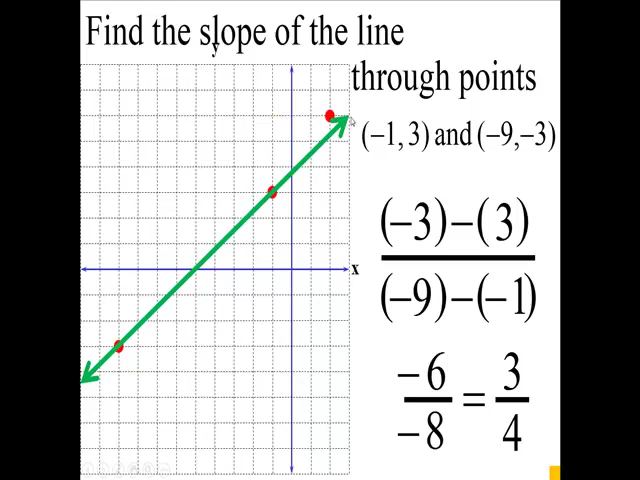 Find the slope of the line
y
through points
(−1, 3) and (−9,−3)
(−3)−( 3)
(−9)−(−1)
x
−6 = 3
−8 4